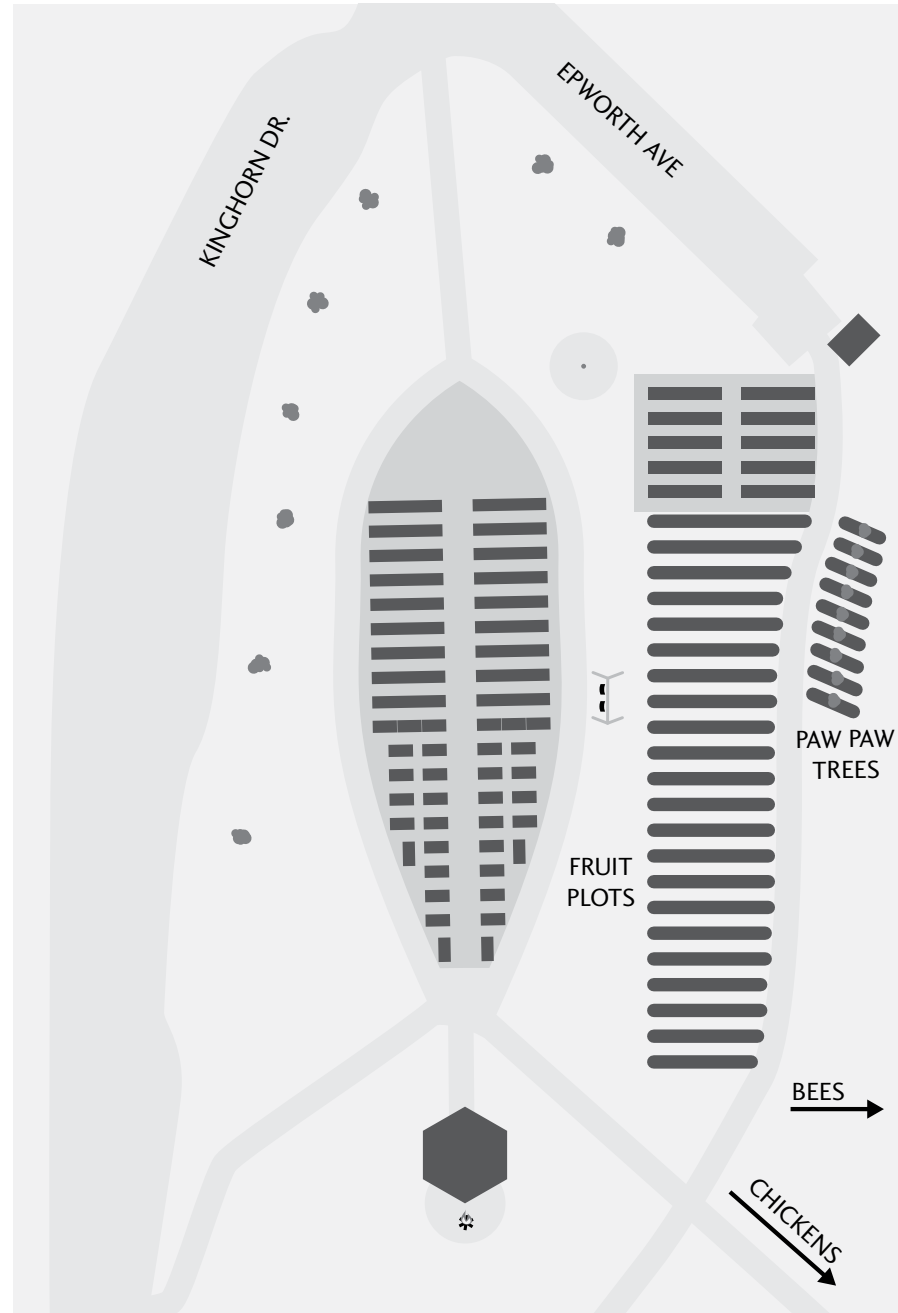 KINGHORN DR.
EPWORTH AVE
PAW PAW
TREES
FRUIT
PLOTS
BEES
CHICKENS